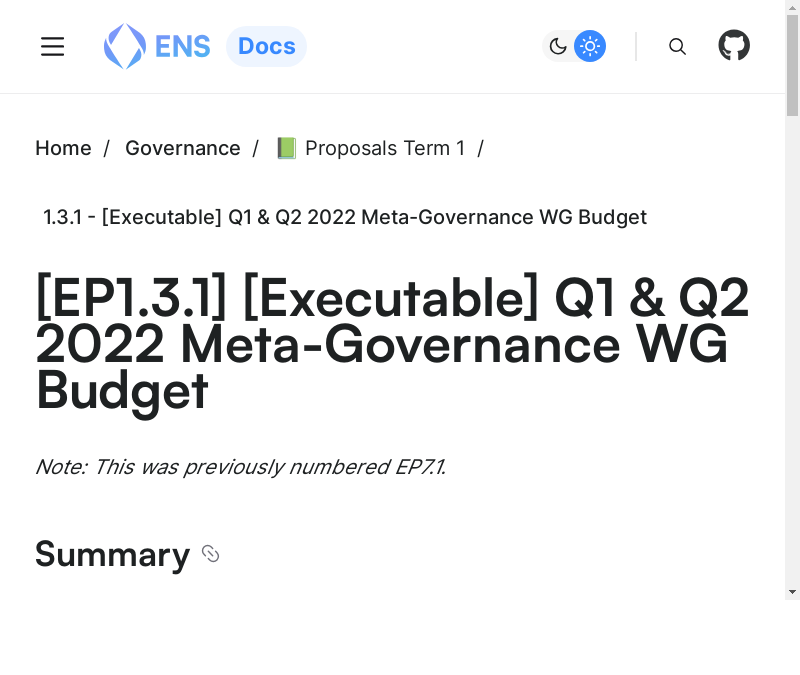 ENS Docs
Home / Governance / 📗 Proposals Term 1 /
1.3.1 - [Executable] Q1 & Q2 2022 Meta-Governance WG Budget
[EP1.3.1] [Executable] Q1 & Q2
2022 Meta-Governance WG
Budget
Note: This was previously numbered EP7.1.
Summary